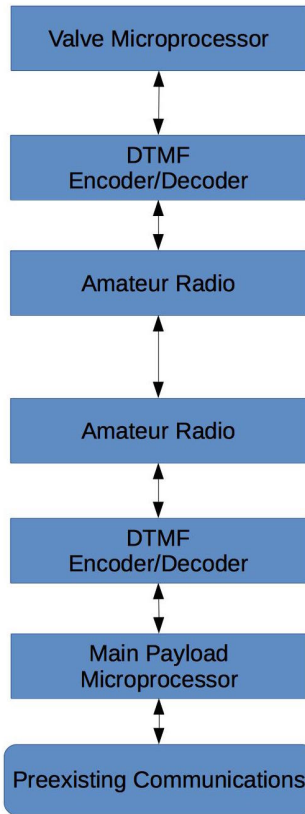 Valve Microprocessor
DTMF
Encoder/Decoder
Amateur Radio
Amateur Radio
DTMF
Encoder/Decoder
Main Payload
Microprocessor
Preexisting Communications